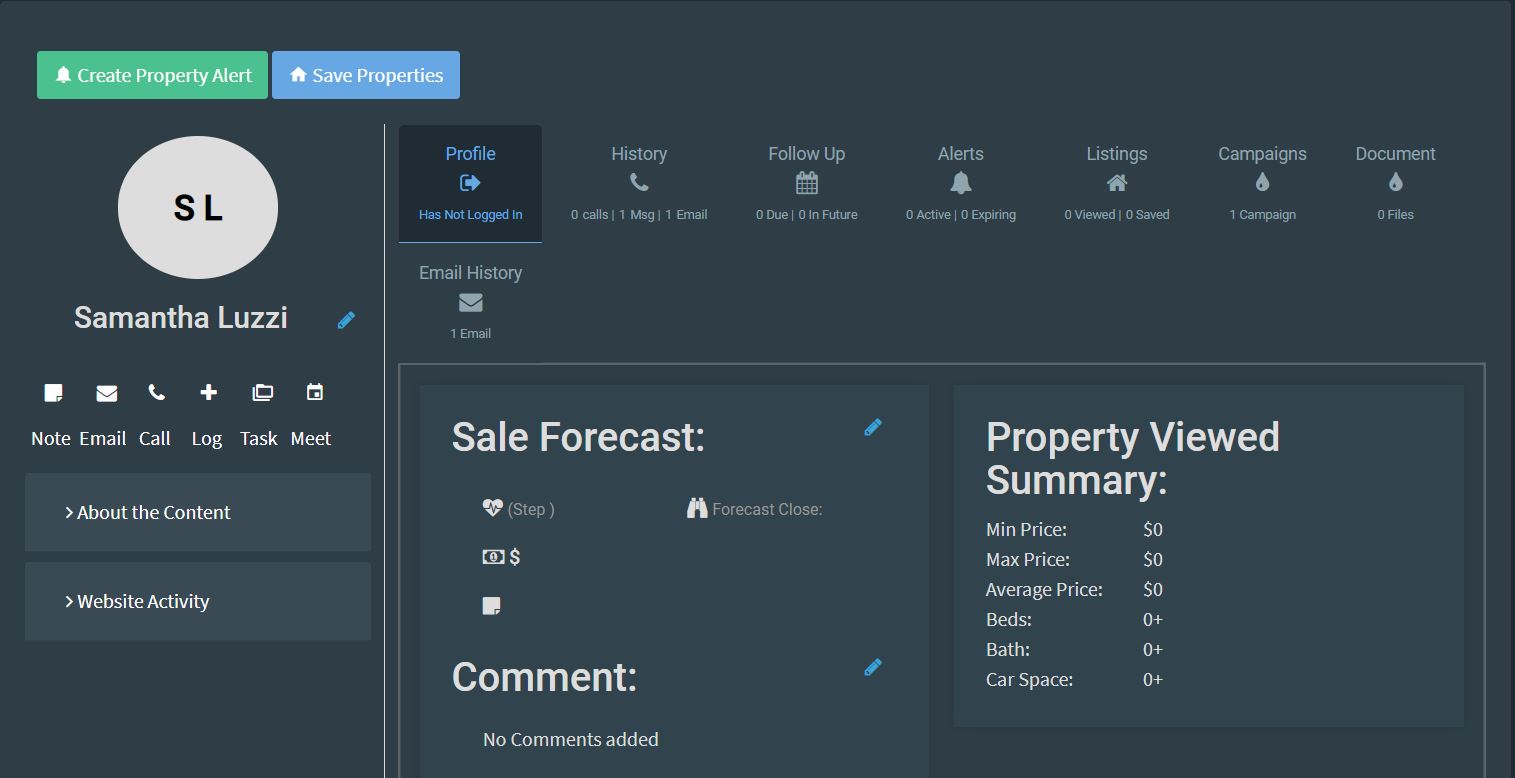 Create Property Alert Save Properties
S L
Samantha Luzzi
Note Email Call Log Task Meet
About the Content
Website Activity
Profile
Has Not Logged In
History
0 calls | 1 Msg | 1 Email
Follow Up
0 Due | 0 In Future
Alerts
0 Active | 0 Expiring
Listings
0 Viewed | 0 Saved
Campaigns
1 Campaign
Document
0 Files
Email History
1 Email
Sale Forecast:
(Step ) Forecast Close:
$
Comment:
No Comments added
Property Viewed
Summary:
Min Price: $0
Max Price: $0
Average Price: $0
Beds: 0+
Bath: 0+
Car Space: 0+